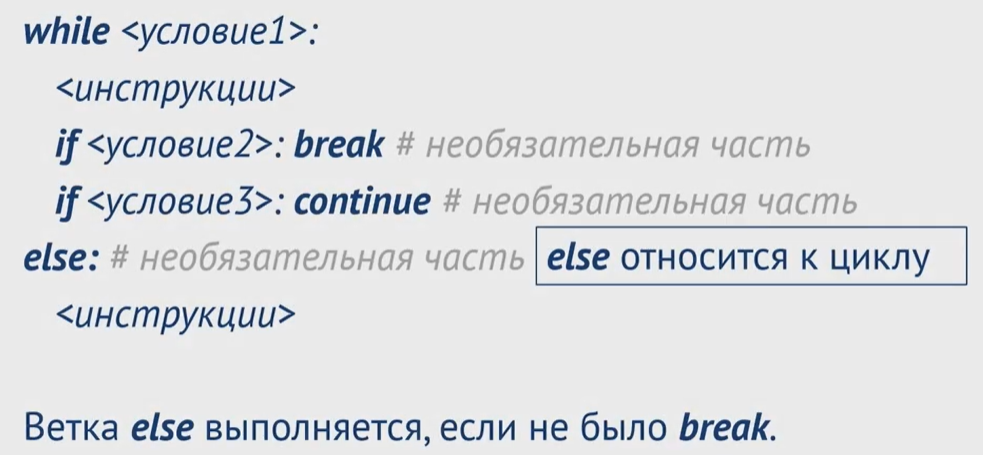 while <условие1>:
<инструкции>
if <условие2>: break # необязательная часть
if <условие3>: continue # необязательная часть
else: # необязательная часть else относится к циклу
<инструкции>
Ветка else выполняется, если не было break.